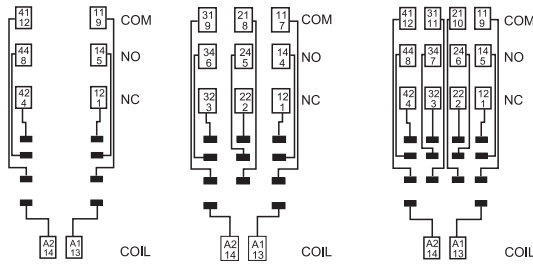 41 11 COM
12 9
44 14 NO
8 5
42 12 NC
4 1
A2 A1 COIL
14 13
31 21 11 COM
9 8 7
34 24 14 NO
6 5 4
32 22 12 NC
3 2 1
A2 A1 COIL
14 13
41 31 21 11 COM
12 11 10 9
44 34 24 14 NO
8 7 6 5
42 32 22 12 NC
4 3 2 1
A2 A1 COIL
14 13